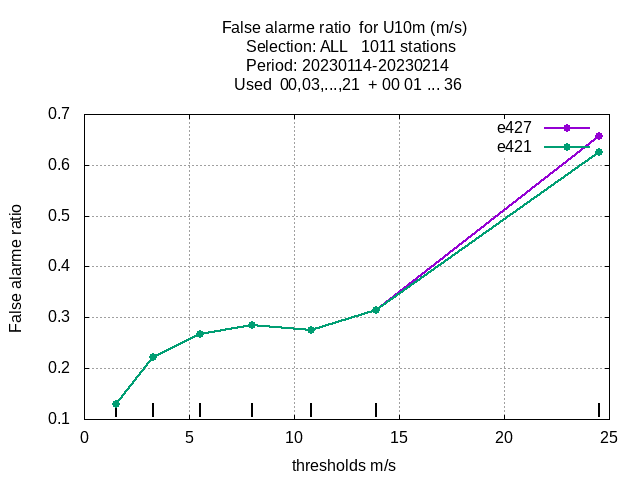 False alarme ratio  for U10m (m/s)
Selection: ALL   1011 stations
Period: 20230114-20230214
Used  00,03,...,21  + 00 01 ... 36
e427
e421
0.7
0.6
0.5
0.4
0.3
0.2
0.1
False alarme ratio
0 5 10 15 20 25
thresholds m/s